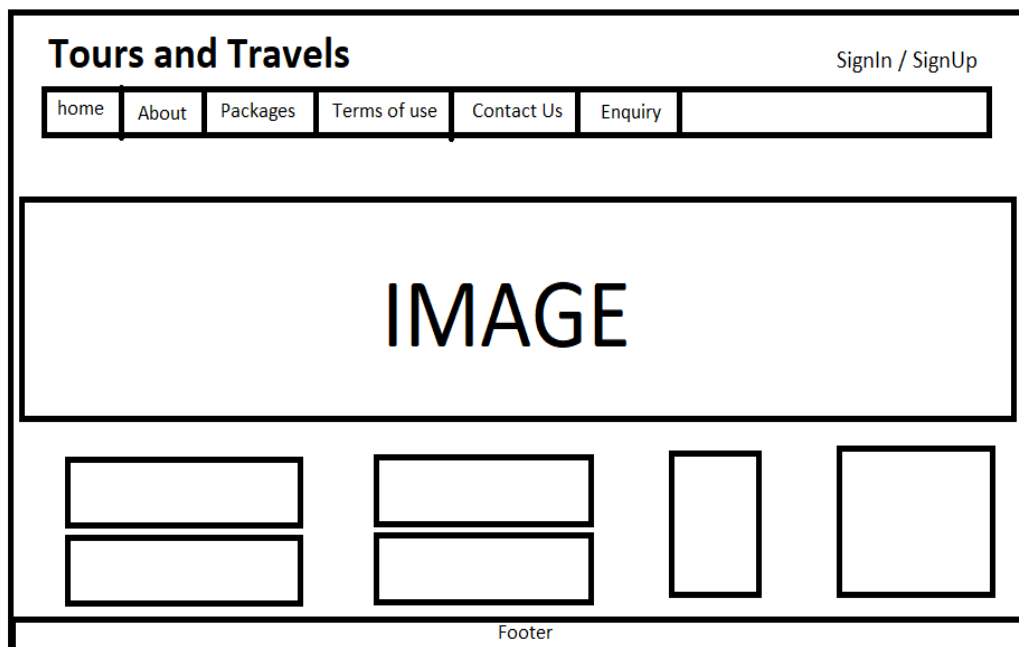 Tours and Travels
SignIn / SignUp
home About Packages Terms of use Contact Us Enquiry
IMAGE
Footer